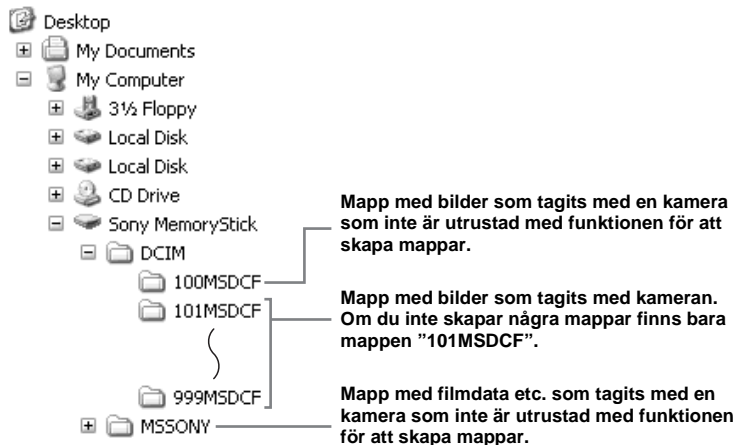 Desktop
My Documents
My Computer
3½ Floppy
Local Disk
Local Disk
CD Drive
Sony MemoryStick
DCIM
100MSDCF
101MSDCF
999MSDCF
MSSONY
Mapp med bilder som tagits med en kamera
som inte är utrustad med funktionen för att
skapa mappar.
Mapp med bilder som tagits med kameran.
Om du inte skapar några mappar finns bara
mappen ”101MSDCF”.
Mapp med filmdata etc. som tagits med en
kamera som inte är utrustad med funktionen
för att skapa mappar.